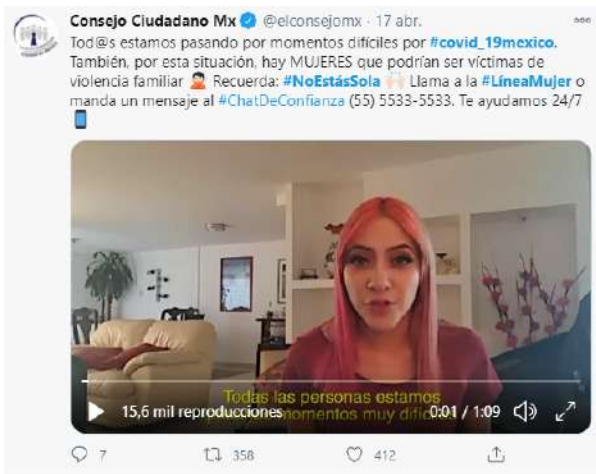 Consejo Ciudadano Mx @elconsejomx · 17 abr.
Tod@s estamos pasando por momentos difíciles por #covid_19mexico.
También, por esta situación, hay MUJERES que podrían ser víctimas de
violencia familiar 🙍🏻 Recuerda: #NoEstásSola 🙌🏻 Llama a la #LíneaMujer o
manda un mensaje al #ChatDeConfianza (55) 5533-5533. Te ayudamos 24/7
📱
Todas las personas estamos
15,6 mil reproducciones momentos muy 0:01 / 1:09
7 358 412